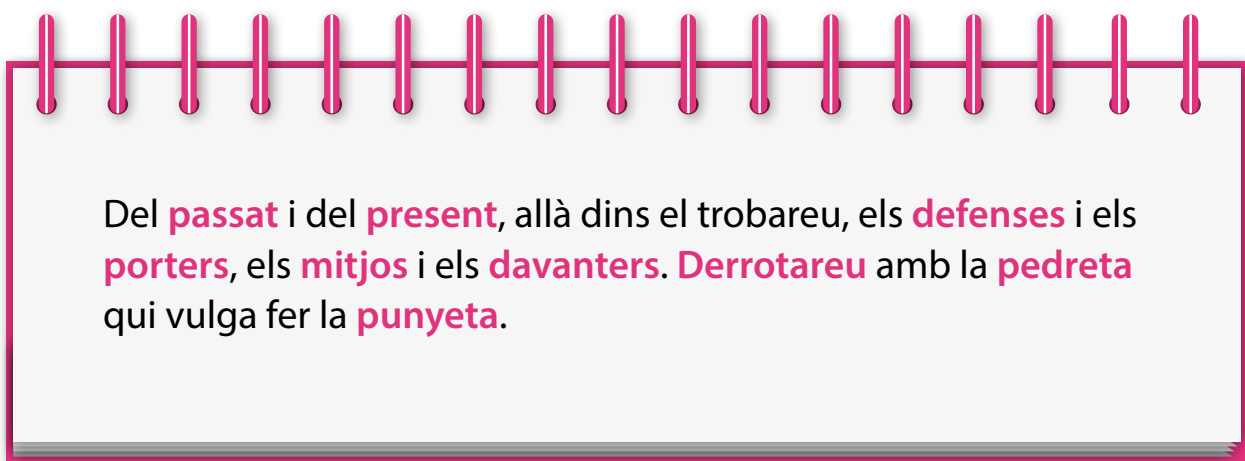 Del passat i del present, allà dins el trobareu, els defenses i els
porters, els mitjos i els davanters. Derrotareu amb la pedreta
qui vulga fer la punyeta.